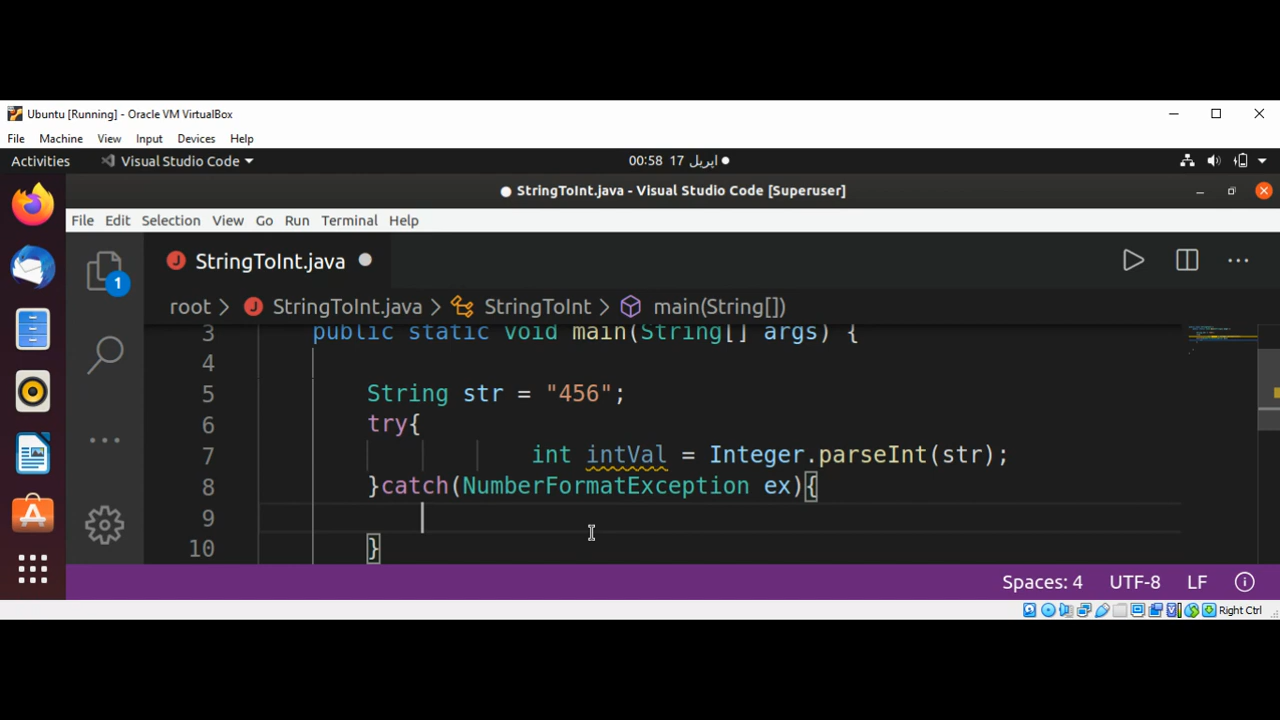 Ubuntu [Running] - Oracle VM VirtualBox
File Machine View Input Devices Help
Activities Visual Studio Code 00:58 17 اپریل
● StringToInt.java - Visual Studio Code [Superuser]
File Edit Selection View Go Run Terminal Help
1 J StringToInt.java
root > J StringToInt.java > StringToInt > main(String[])
3 public static void main(String[] args) {
4
5 String str = "456";
6 try{
7 int intVal = Integer.parseInt(str);
8 }catch(NumberFormatException ex){
9
10 }
Spaces: 4 UTF-8 LF
Right Ctrl